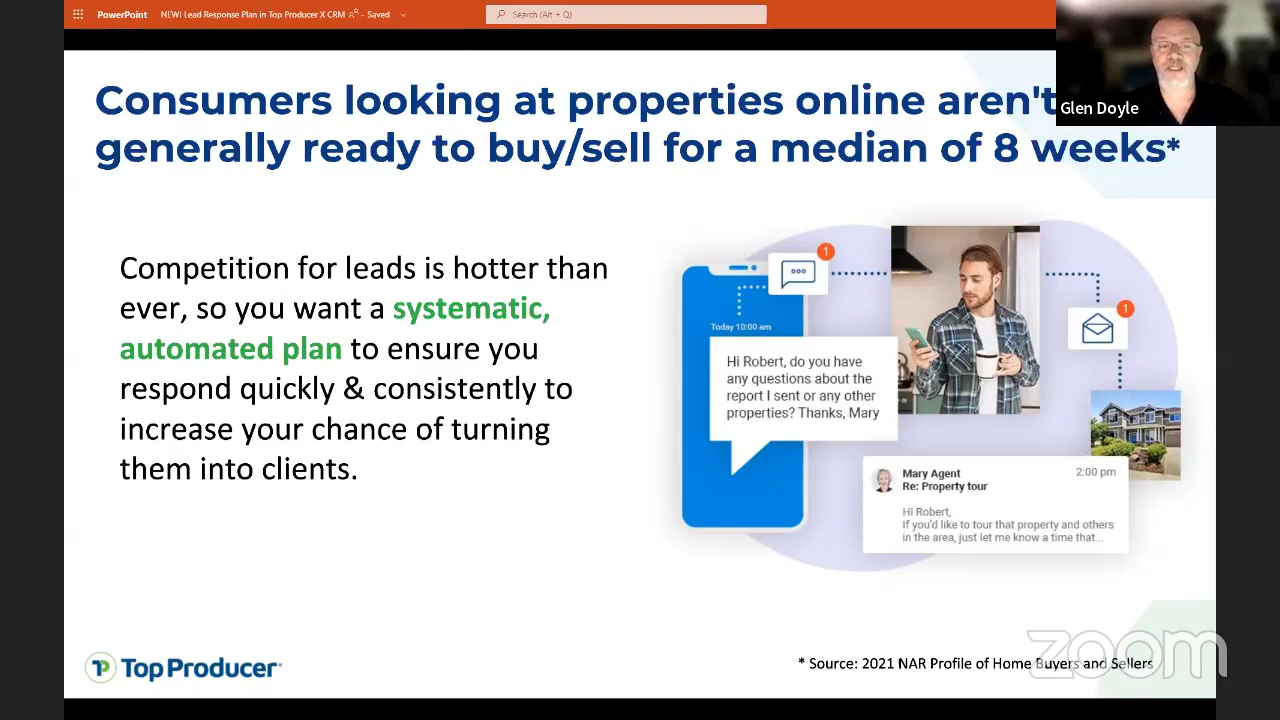 PowerPoint NEW! Lead Response Plan in Top Producer X CRM - Saved
Search (Alt + Q)
Glen Doyle
Consumers looking at properties online aren't
generally ready to buy/sell for a median of 8 weeks*
Competition for leads is hotter than
ever, so you want a systematic,
automated plan to ensure you
respond quickly & consistently to
increase your chance of turning
them into clients.
1
Today 10:00 am
Hi Robert, do you have
any questions about the
report I sent or any other
properties? Thanks, Mary
1
Mary Agent 2:00 pm
Re: Property tour
Hi Robert,
If you'd like to tour that property and others
in the area, just let me know a time that...
Top Producer
* Source: 2021 NAR Profile of Home Buyers and Sellers
zoom